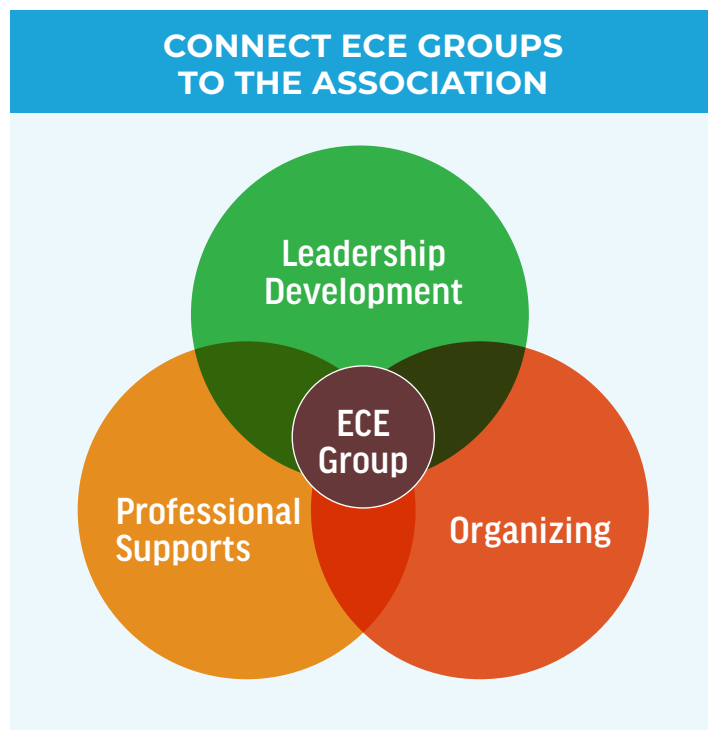 CONNECT ECE GROUPS
TO THE ASSOCIATION
Leadership
Development
ECE
Group
Professional
Supports
Organizing